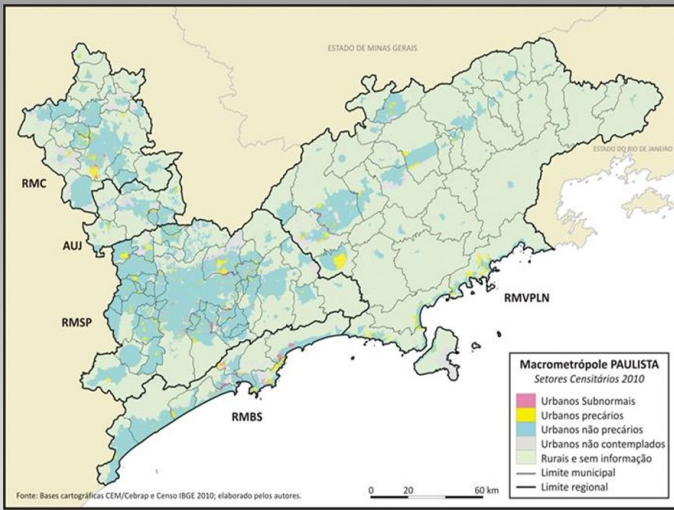 ESTADO DE MINAS GERAIS
ESTADO DO RIO DE JANEIRO
RMC
AUJ
RMSP
RMVPLN
RMBS
Macrometrópole PAULISTA
Setores Censitários 2010
Urbanos Subnormais
Urbanos precários
Urbanos não precários
Urbanos não contemplados
Rurais e sem informação
Limite municipal
Limite regional
Fonte: Bases cartográficas CEM/Cebrap e Censo IBGE 2010; elaborado pelos autores.
0 20 60 km